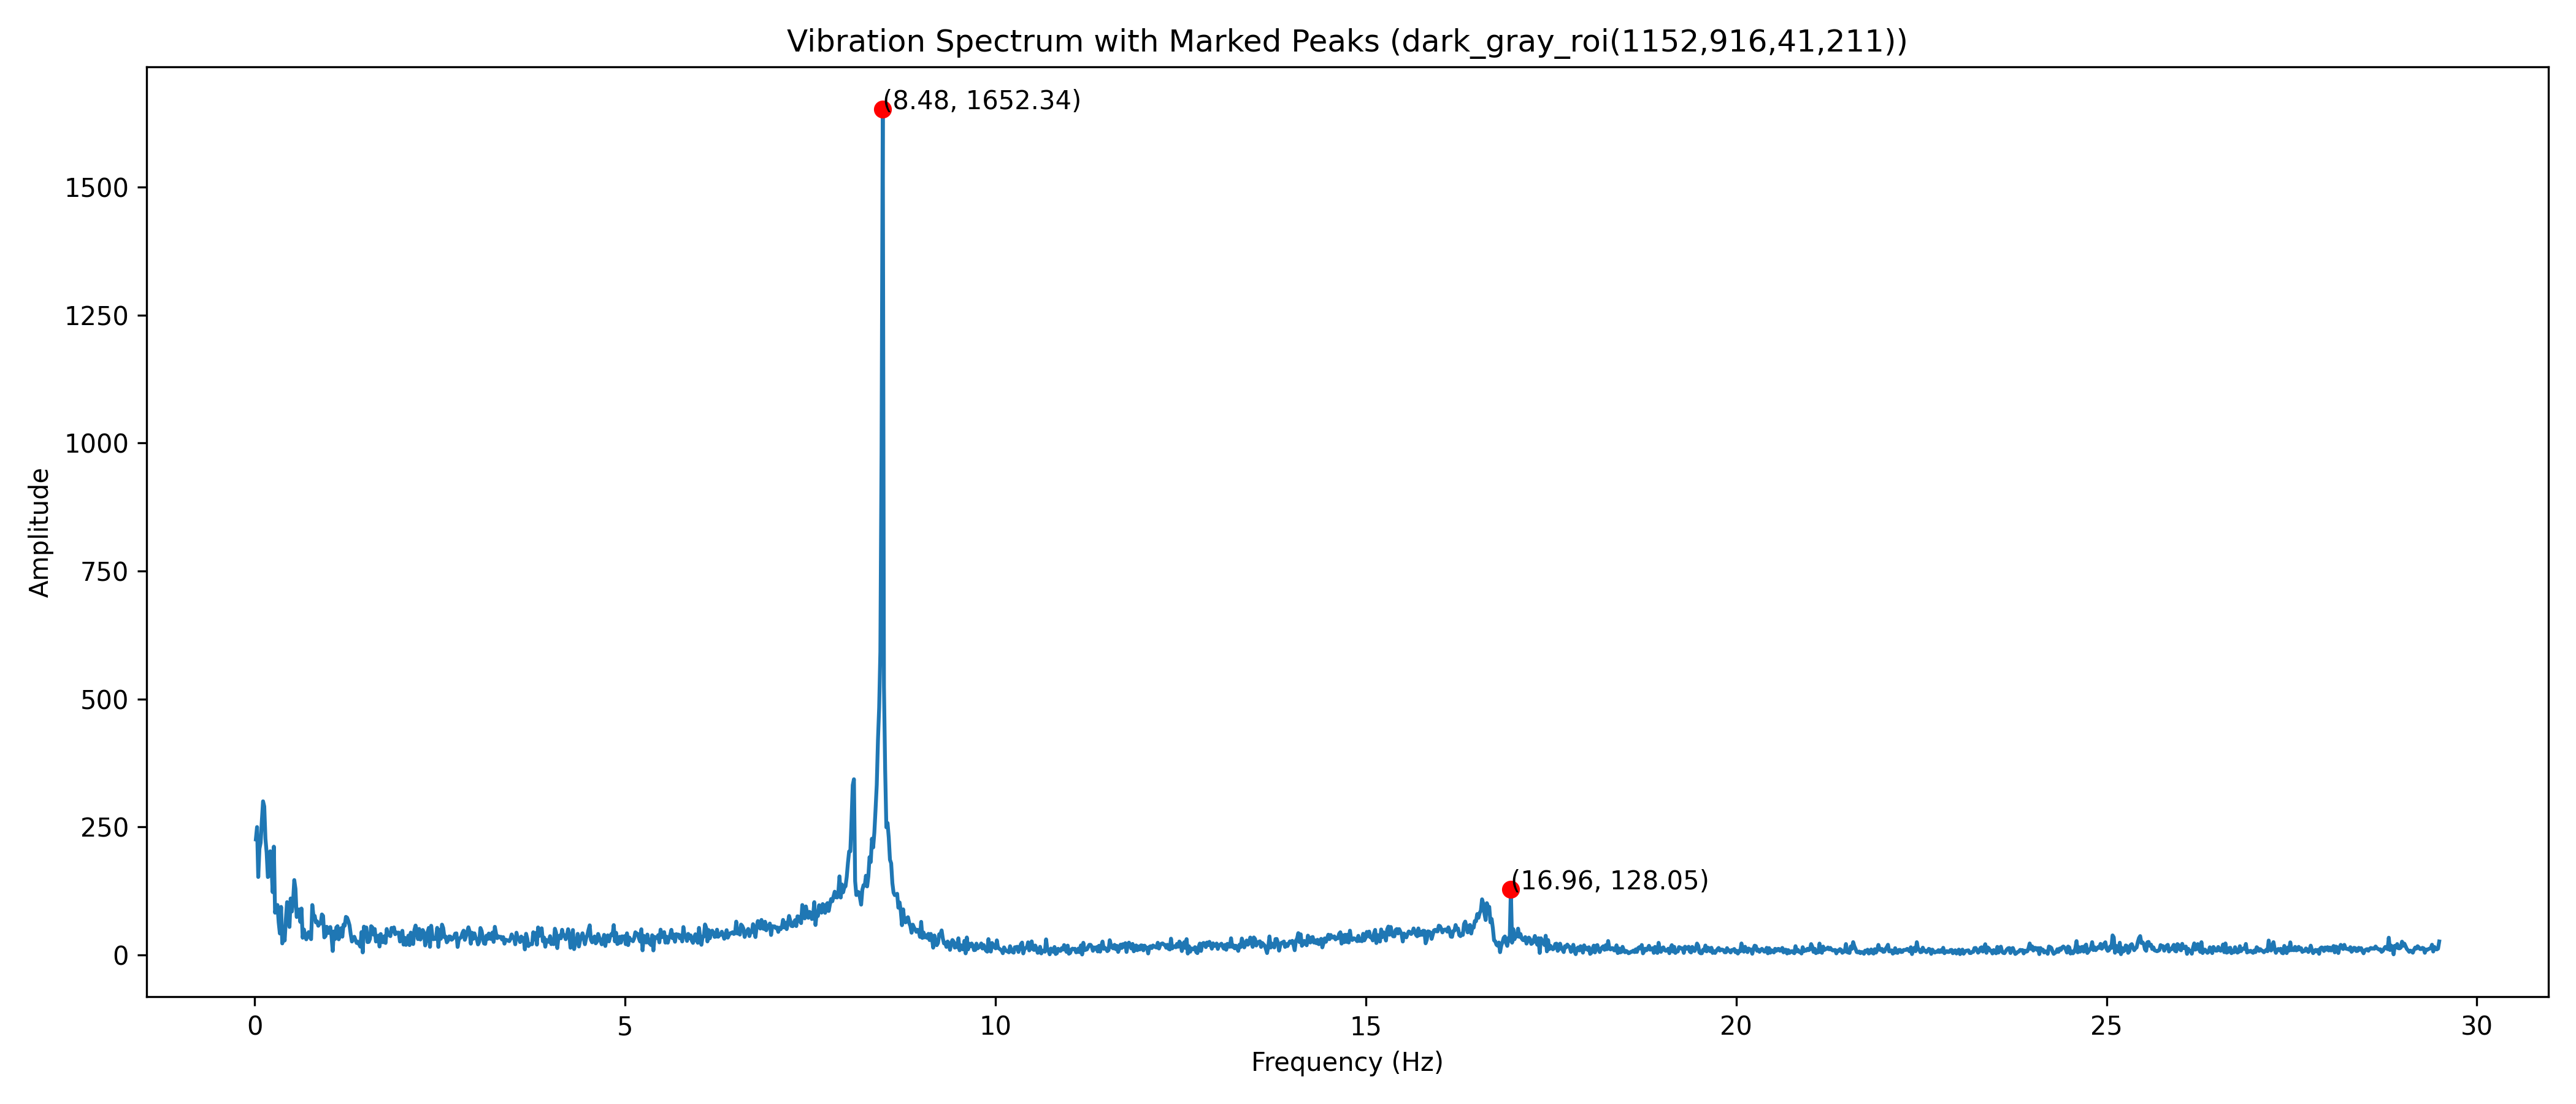 Vibration Spectrum with Marked Peaks (dark_gray_roi(1152,916,41,211))
(8.48, 1652.34)
1500
1250
1000
750
500
250
0
Amplitude
(16.96, 128.05)
0 5 10 15 20 25 30
Frequency (Hz)